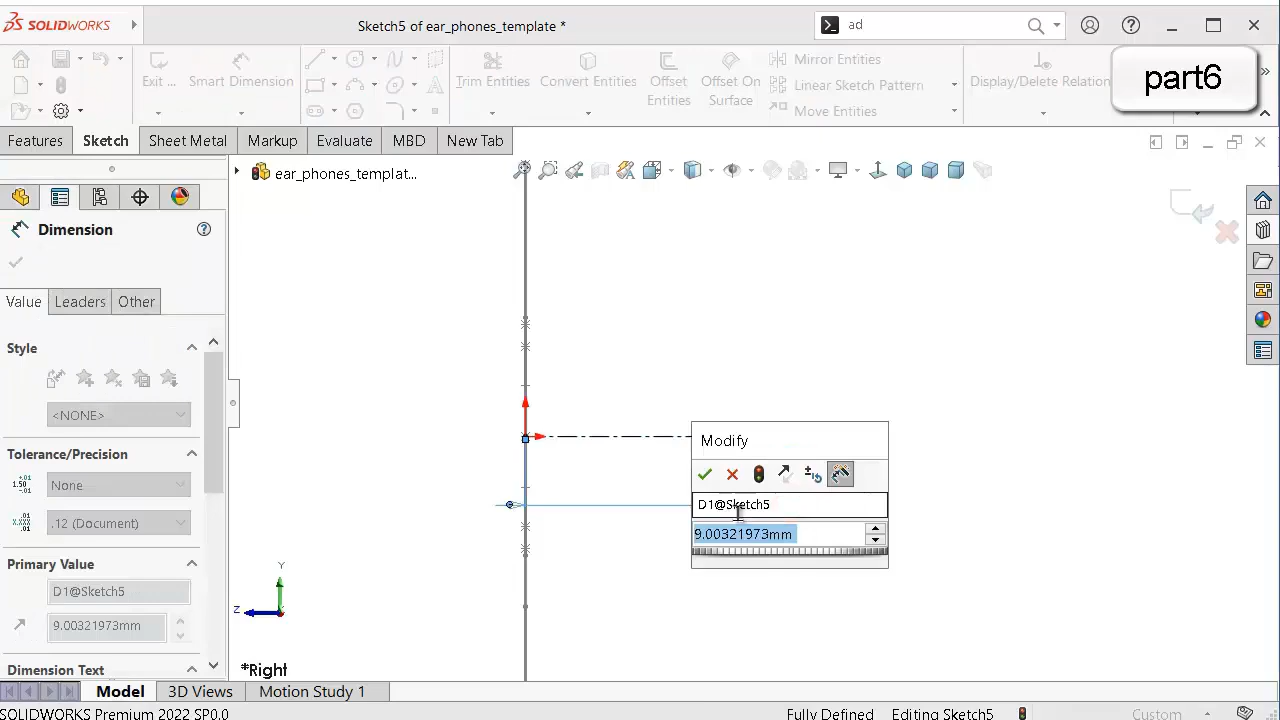 SOLIDWORKS
Sketch5 of ear_phones_template *
ad
Exit ...
Smart Dimension
Trim Entities
Convert Entities
Offset Entities
Offset On Surface
Mirror Entities
Linear Sketch Pattern
Move Entities
Display/Delete Relation
part6
Features
Sketch
Sheet Metal
Markup
Evaluate
MBD
New Tab
ear_phones_templat...
Dimension
Value
Leaders
Other
Style
<NONE>
Tolerance/Precision
1.50
None
.12 (Document)
Primary Value
D1@Sketch5
9.00321973mm
Dimension Text
Modify
D1@Sketch5
9.00321973mm
Y
Z
*Right
Model
3D Views
Motion Study 1
SOLIDWORKS Premium 2022 SP0.0
Fully Defined
Editing Sketch5
Custom